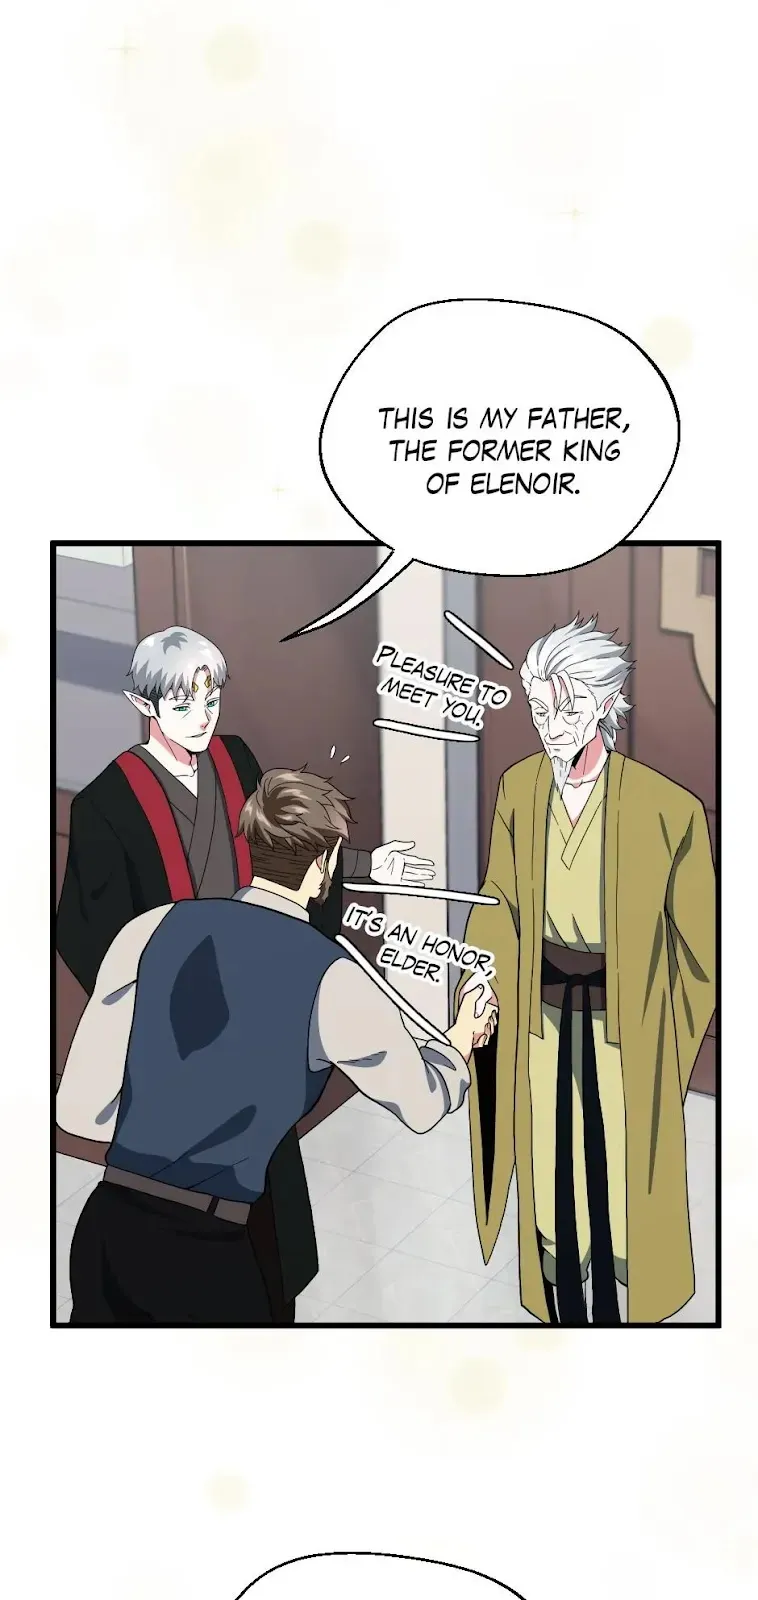 THIS IS MY FATHER,
THE FORMER KING
OF ELENOIR.
PLEASURE TO
MEET YOU.
IT'S AN HONOR,
ELDER.